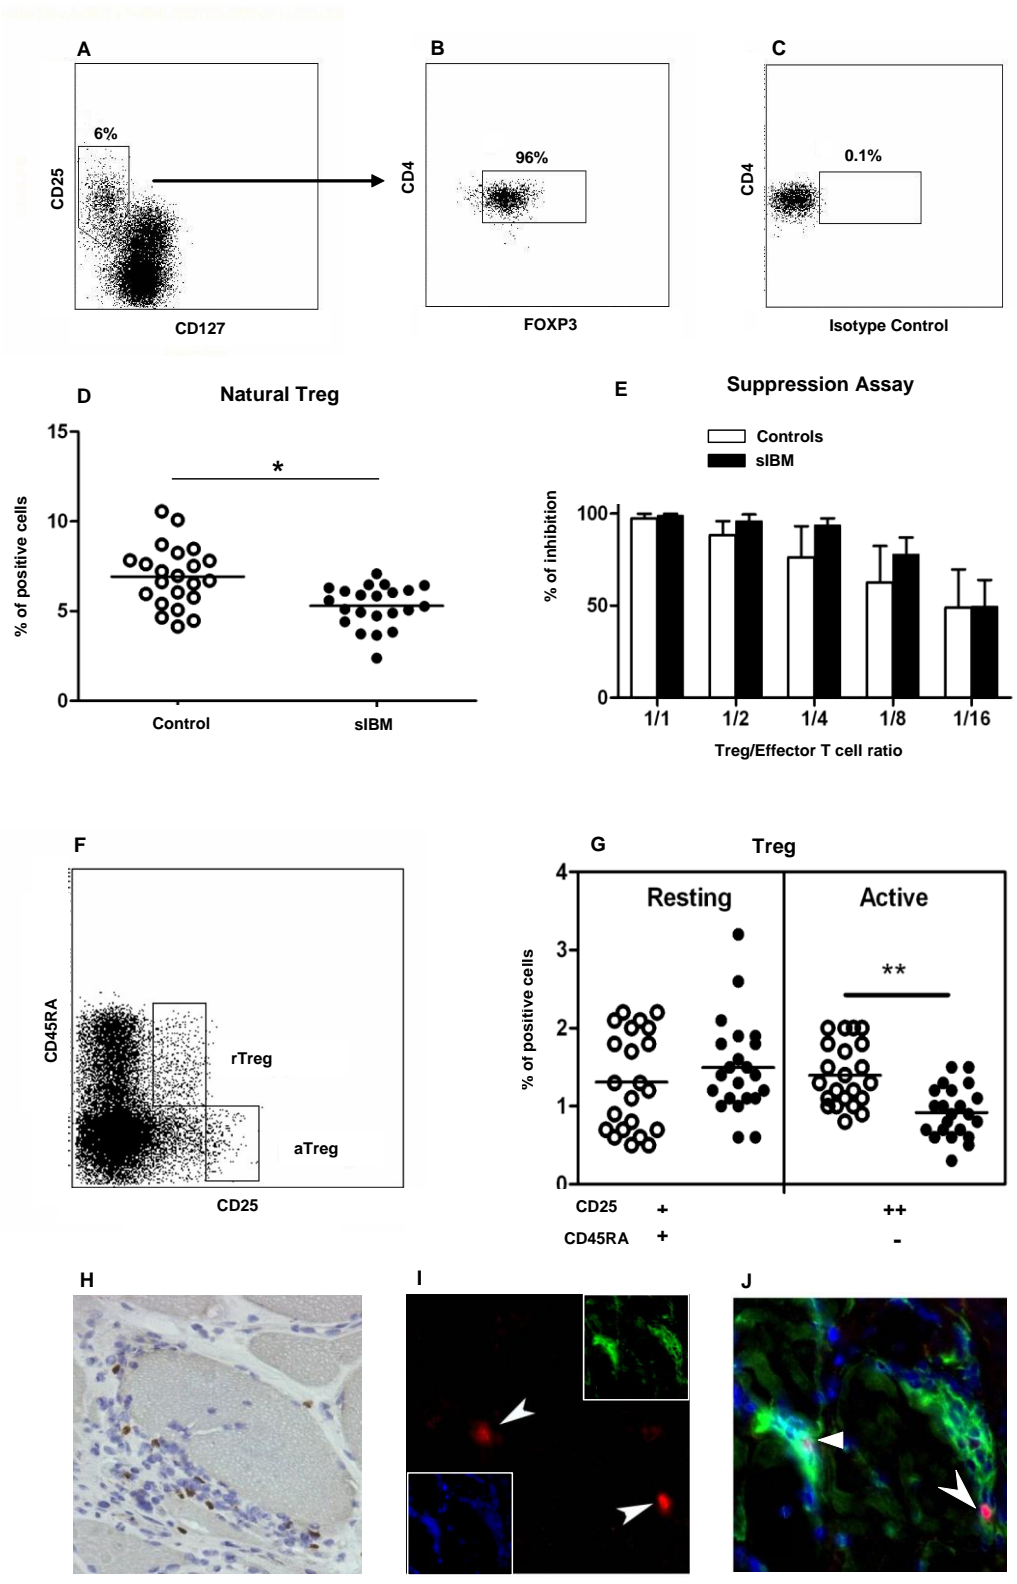 A
B
C
6%
96%
0.1%
CD25
CD4
CD4
CD127
FOXP3
Isotype Control
D
Natural Treg
E
Suppression Assay
Controls
sIBM
*
15
10
5
0
% of positive cells
Control
sIBM
100
50
0
% of inhibition
1/1 1/2 1/4 1/8 1/16
Treg/Effector T cell ratio
F
CD45RA
rTreg
aTreg
CD25
G
Treg
Resting
Active
**
4
3
2
1
0
% of positive cells
CD25 + ++
CD45RA + -
H
I
J